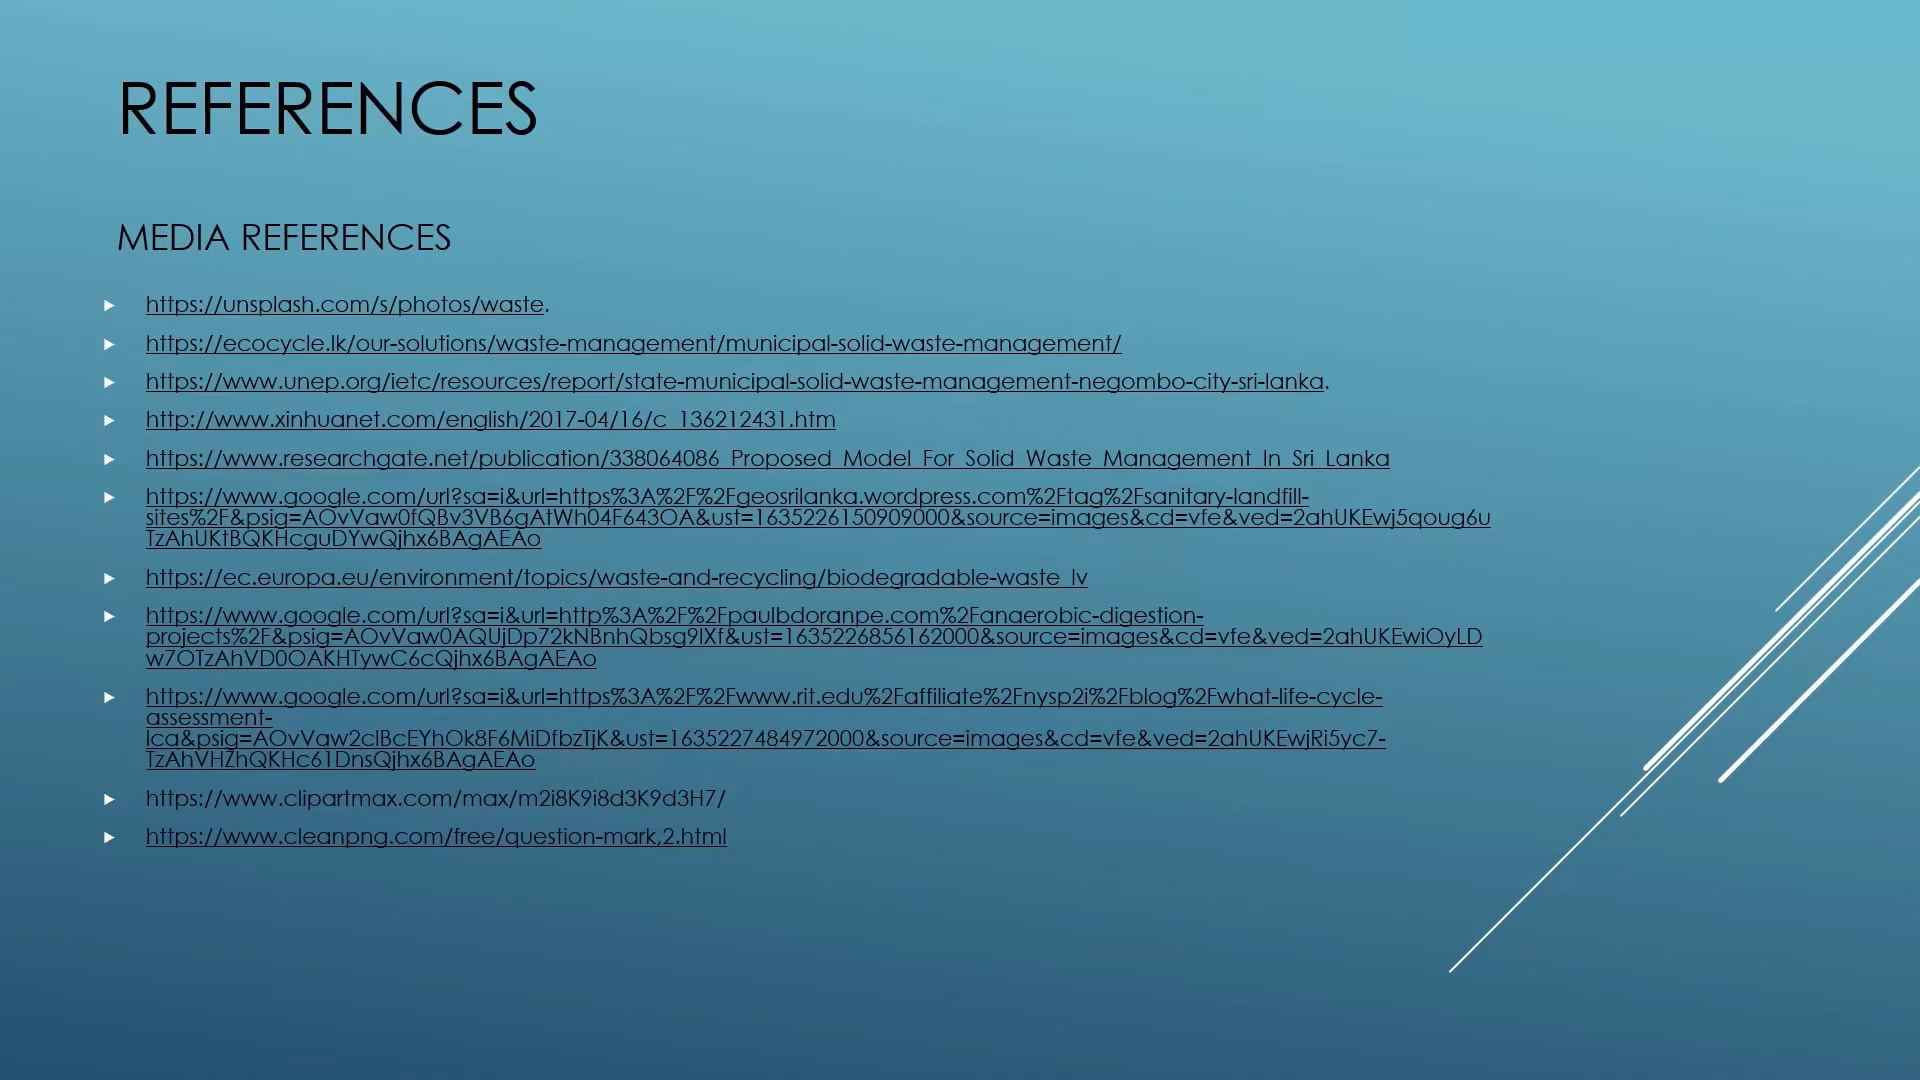 REFERENCES
MEDIA REFERENCES
https://unsplash.com/s/photos/waste.
https://ecocycle.lk/our-solutions/waste-management/municipal-solid-waste-management/
https://www.unep.org/ietc/resources/report/state-municipal-solid-waste-management-negombo-city-sri-lanka.
http://www.xinhuanet.com/english/2017-04/16/c_136212431.htm
https://www.researchgate.net/publication/338064086_Proposed_Model_For_Solid_Waste_Management_In_Sri_Lanka
https://www.google.com/url?sa=i&url=https%3A%2F%2Fgeosrilanka.wordpress.com%2Ftag%2Fsanitary-landfill-
sites%2F&psig=AOvVaw0fQBv3VB6gAtWh04F643OA&ust=1635226150909000&source=images&cd=vfe&ved=2ahUKEwj5qoug6u
TzAhUKtBQKHcguDYwQjhx6BAgAEAo
https://ec.europa.eu/environment/topics/waste-and-recycling/biodegradable-waste_lv
https://www.google.com/url?sa=i&url=http%3A%2F%2Fpaulbdoranpe.com%2Fanaerobic-digestion-
projects%2F&psig=AOvVaw0AQUjDp72kNBnhQbsg9IXf&ust=1635226856162000&source=images&cd=vfe&ved=2ahUKEwiOyLD
w7OTzAhVD0OAKHTywC6cQjhx6BAgAEAo
https://www.google.com/url?sa=i&url=https%3A%2F%2Fwww.rit.edu%2Faffiliate%2Fnysp2i%2Fblog%2Fwhat-life-cycle-
assessment-
lca&psig=AOvVaw2clBcEYhOk8F6MiDfbzTjK&ust=1635227484972000&source=images&cd=vfe&ved=2ahUKEwjRi5yc7-
TzAhVHZhQKHc61DnsQjhx6BAgAEAo
https://www.clipartmax.com/max/m2i8K9i8d3K9d3H7/
https://www.cleanpng.com/free/question-mark,2.html